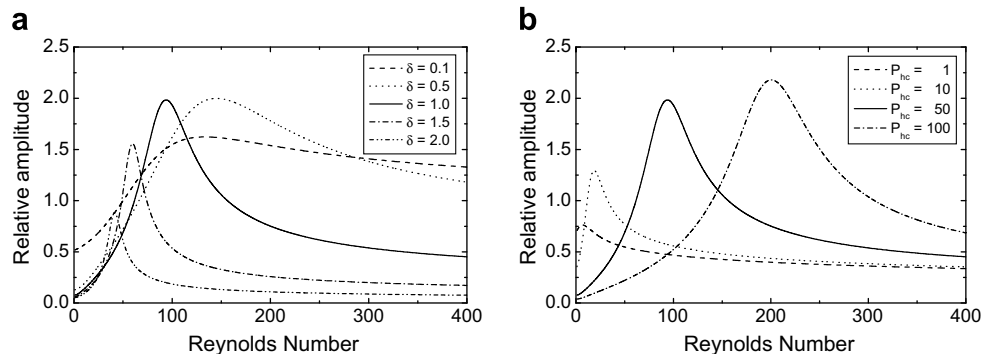 a
2.5
2.0
1.5
1.0
0.5
0.0
0
100
200
300
400
Relative amplitude
Reynolds Number
δ = 0.1
δ = 0.5
δ = 1.0
δ = 1.5
δ = 2.0
b
2.5
2.0
1.5
1.0
0.5
0.0
0
100
200
300
400
Relative amplitude
Reynolds Number
P_hc = 1
P_hc = 10
P_hc = 50
P_hc = 100